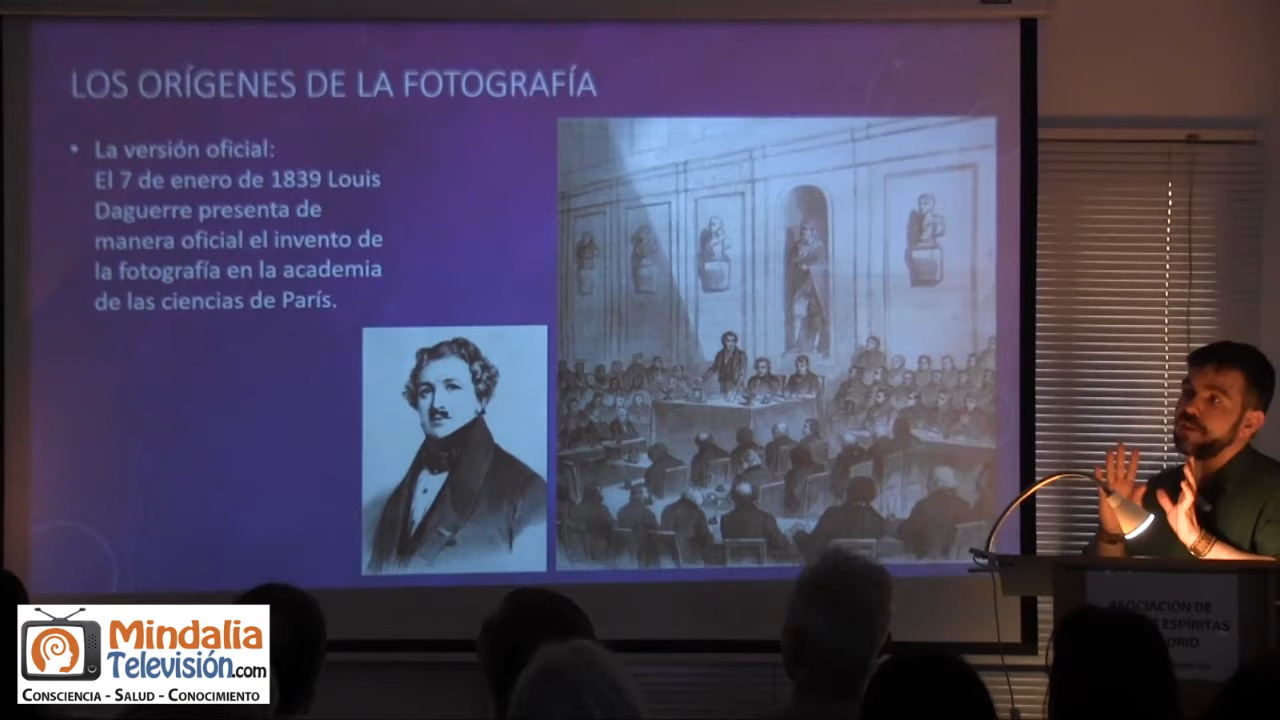 LOS ORÍGENES DE LA FOTOGRAFÍA
• La versión oficial:
El 7 de enero de 1839 Louis
Daguerre presenta de
manera oficial el invento de
la fotografía en la academia
de las ciencias de París.
ASOCIACION DE
ESPÍRITAS
Mindalia
Televisión.com
CONSCIENCIA - SALUD - CONOCIMIENTO